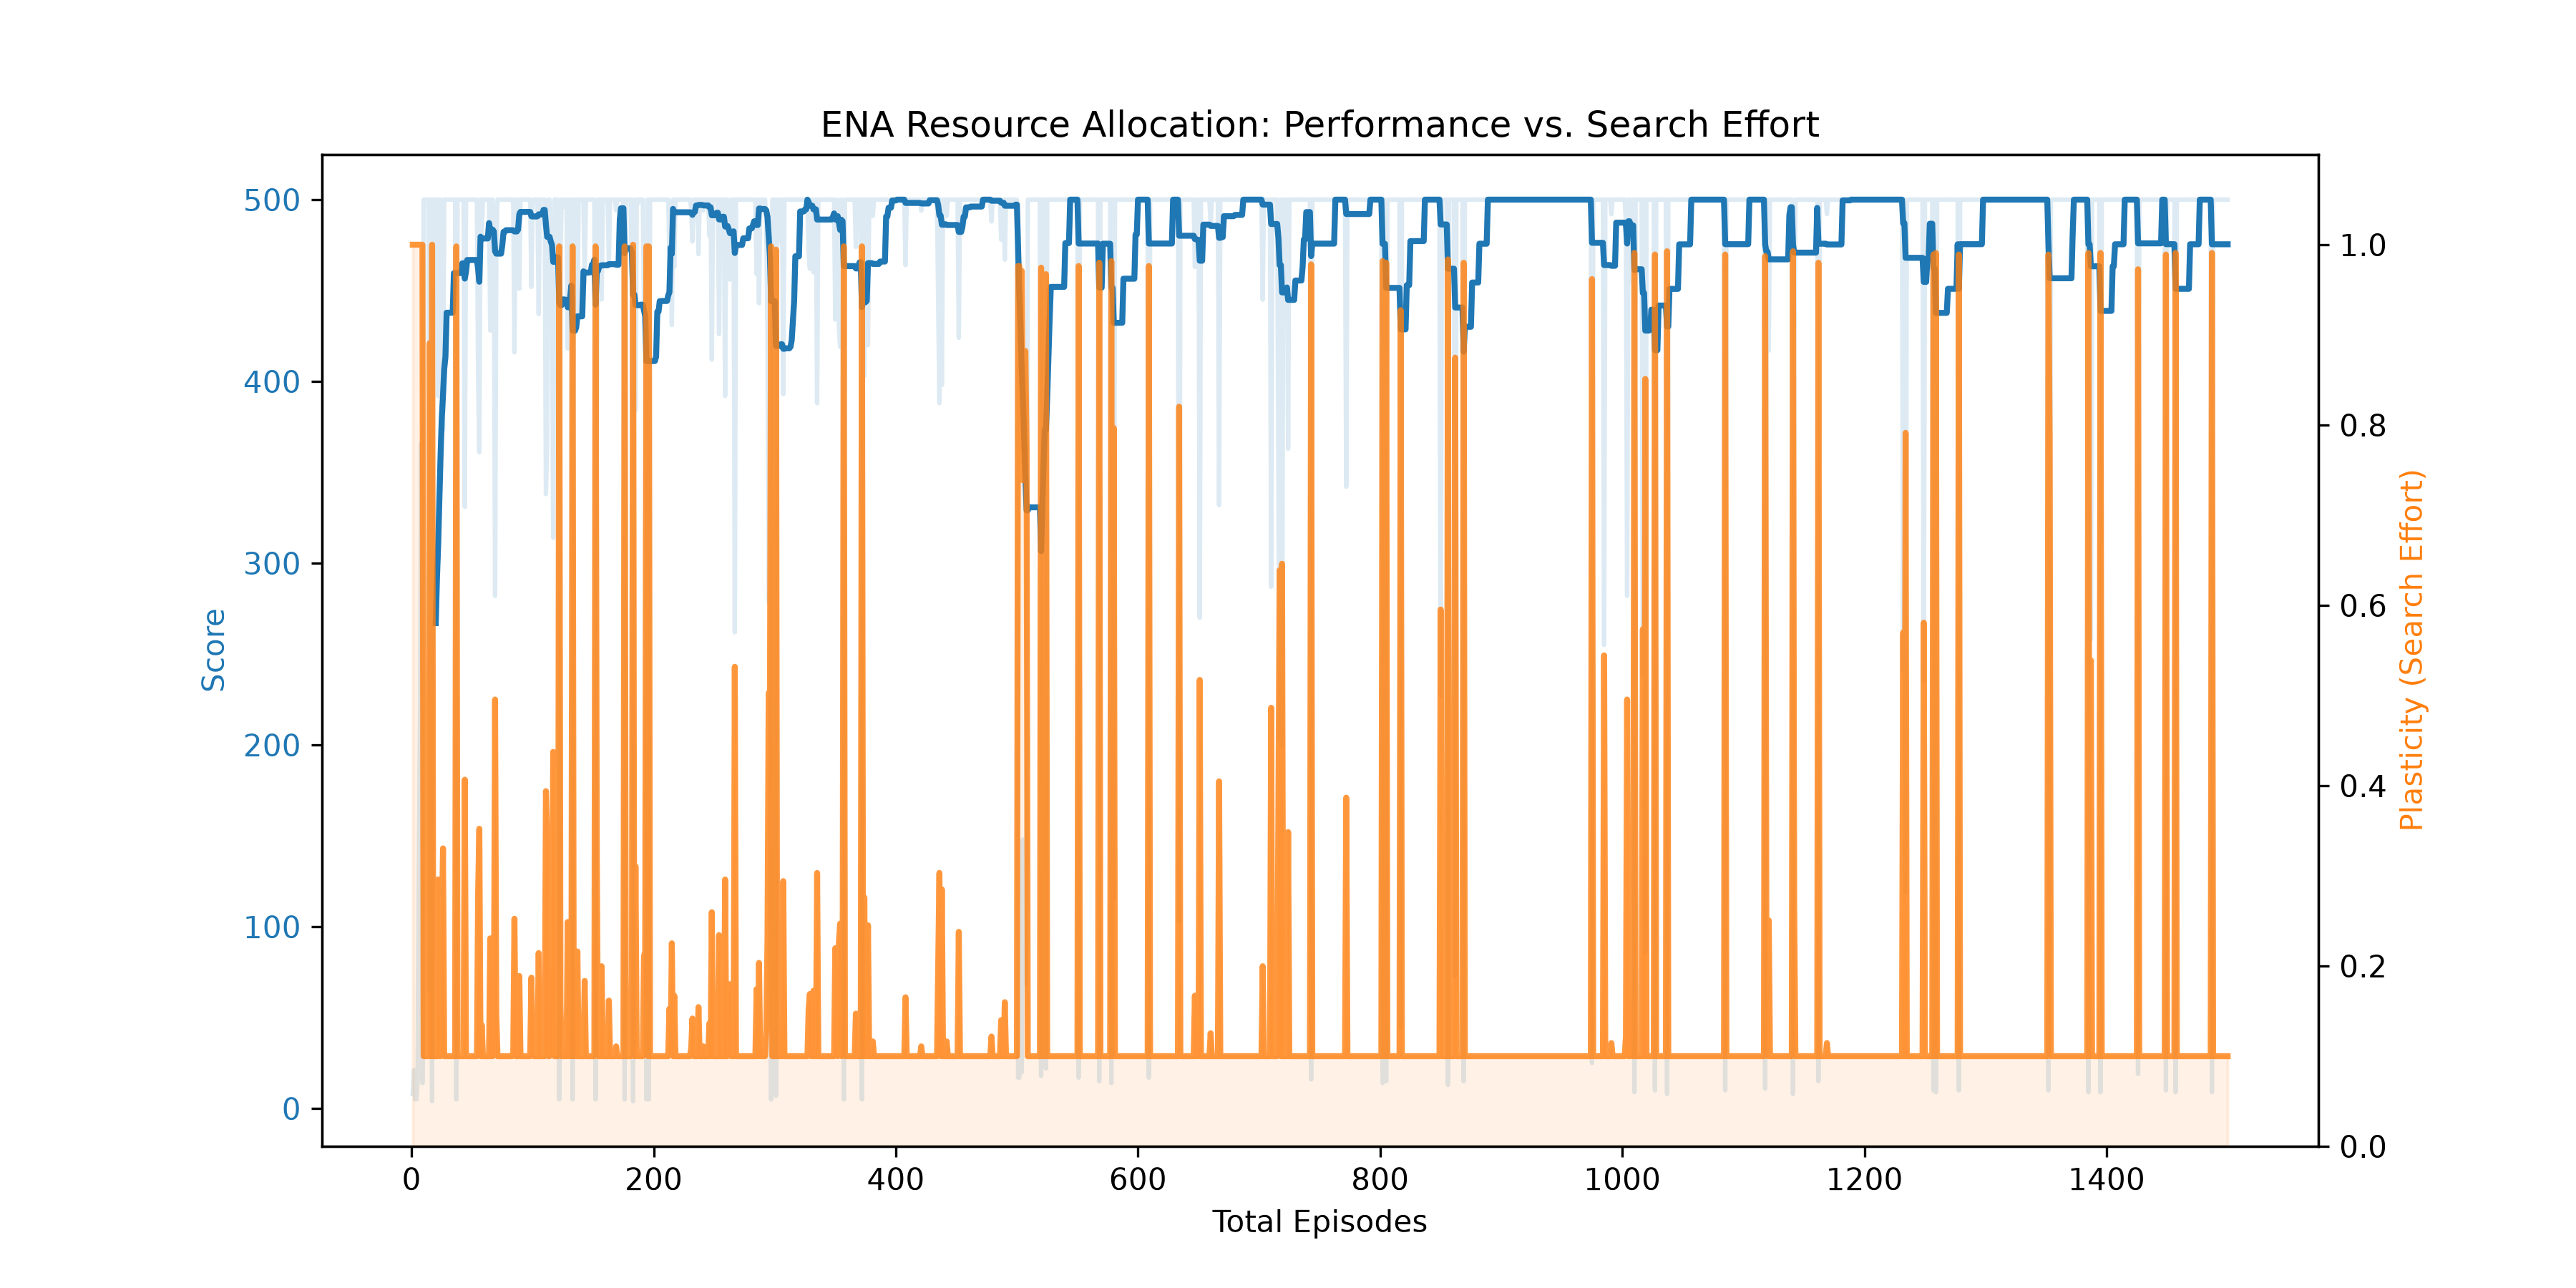 ENA Resource Allocation: Performance vs. Search Effort
500
400
300
200
100
0
Score
1.0
0.8
0.6
0.4
0.2
0.0
Plasticity (Search Effort)
0 200 400 600 800 1000 1200 1400
Total Episodes